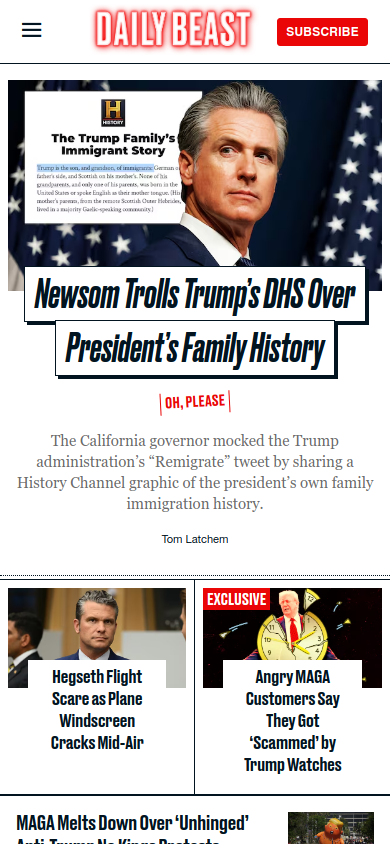 DAILY BEAST
SUBSCRIBE
H
HISTORY
The Trump Family's
Immigrant Story
Trump is the son, and grandson, of immigrants: German on
father's side, and Scottish on his mother's. None of his
grandparents, and only one of his parents, was born in the
United States or spoke English as their mother tongue. [His
mother's parents, from the remote Scottish Outer Hebrides,
lived in a majority Gaelic-speaking community.]
Newsom Trolls Trump's DHS Over
President's Family History
OH, PLEASE
The California governor mocked the Trump
administration's “Remigrate” tweet by sharing a
History Channel graphic of the president's own family
immigration history.
Tom Latchem
Hegseth Flight
Scare as Plane
Windscreen
Cracks Mid-Air
EXCLUSIVE
Angry MAGA
Customers Say
They Got
‘Scammed’ by
Trump Watches
MAGA Melts Down Over ‘Unhinged’
Anti-Trump No Kings Protests